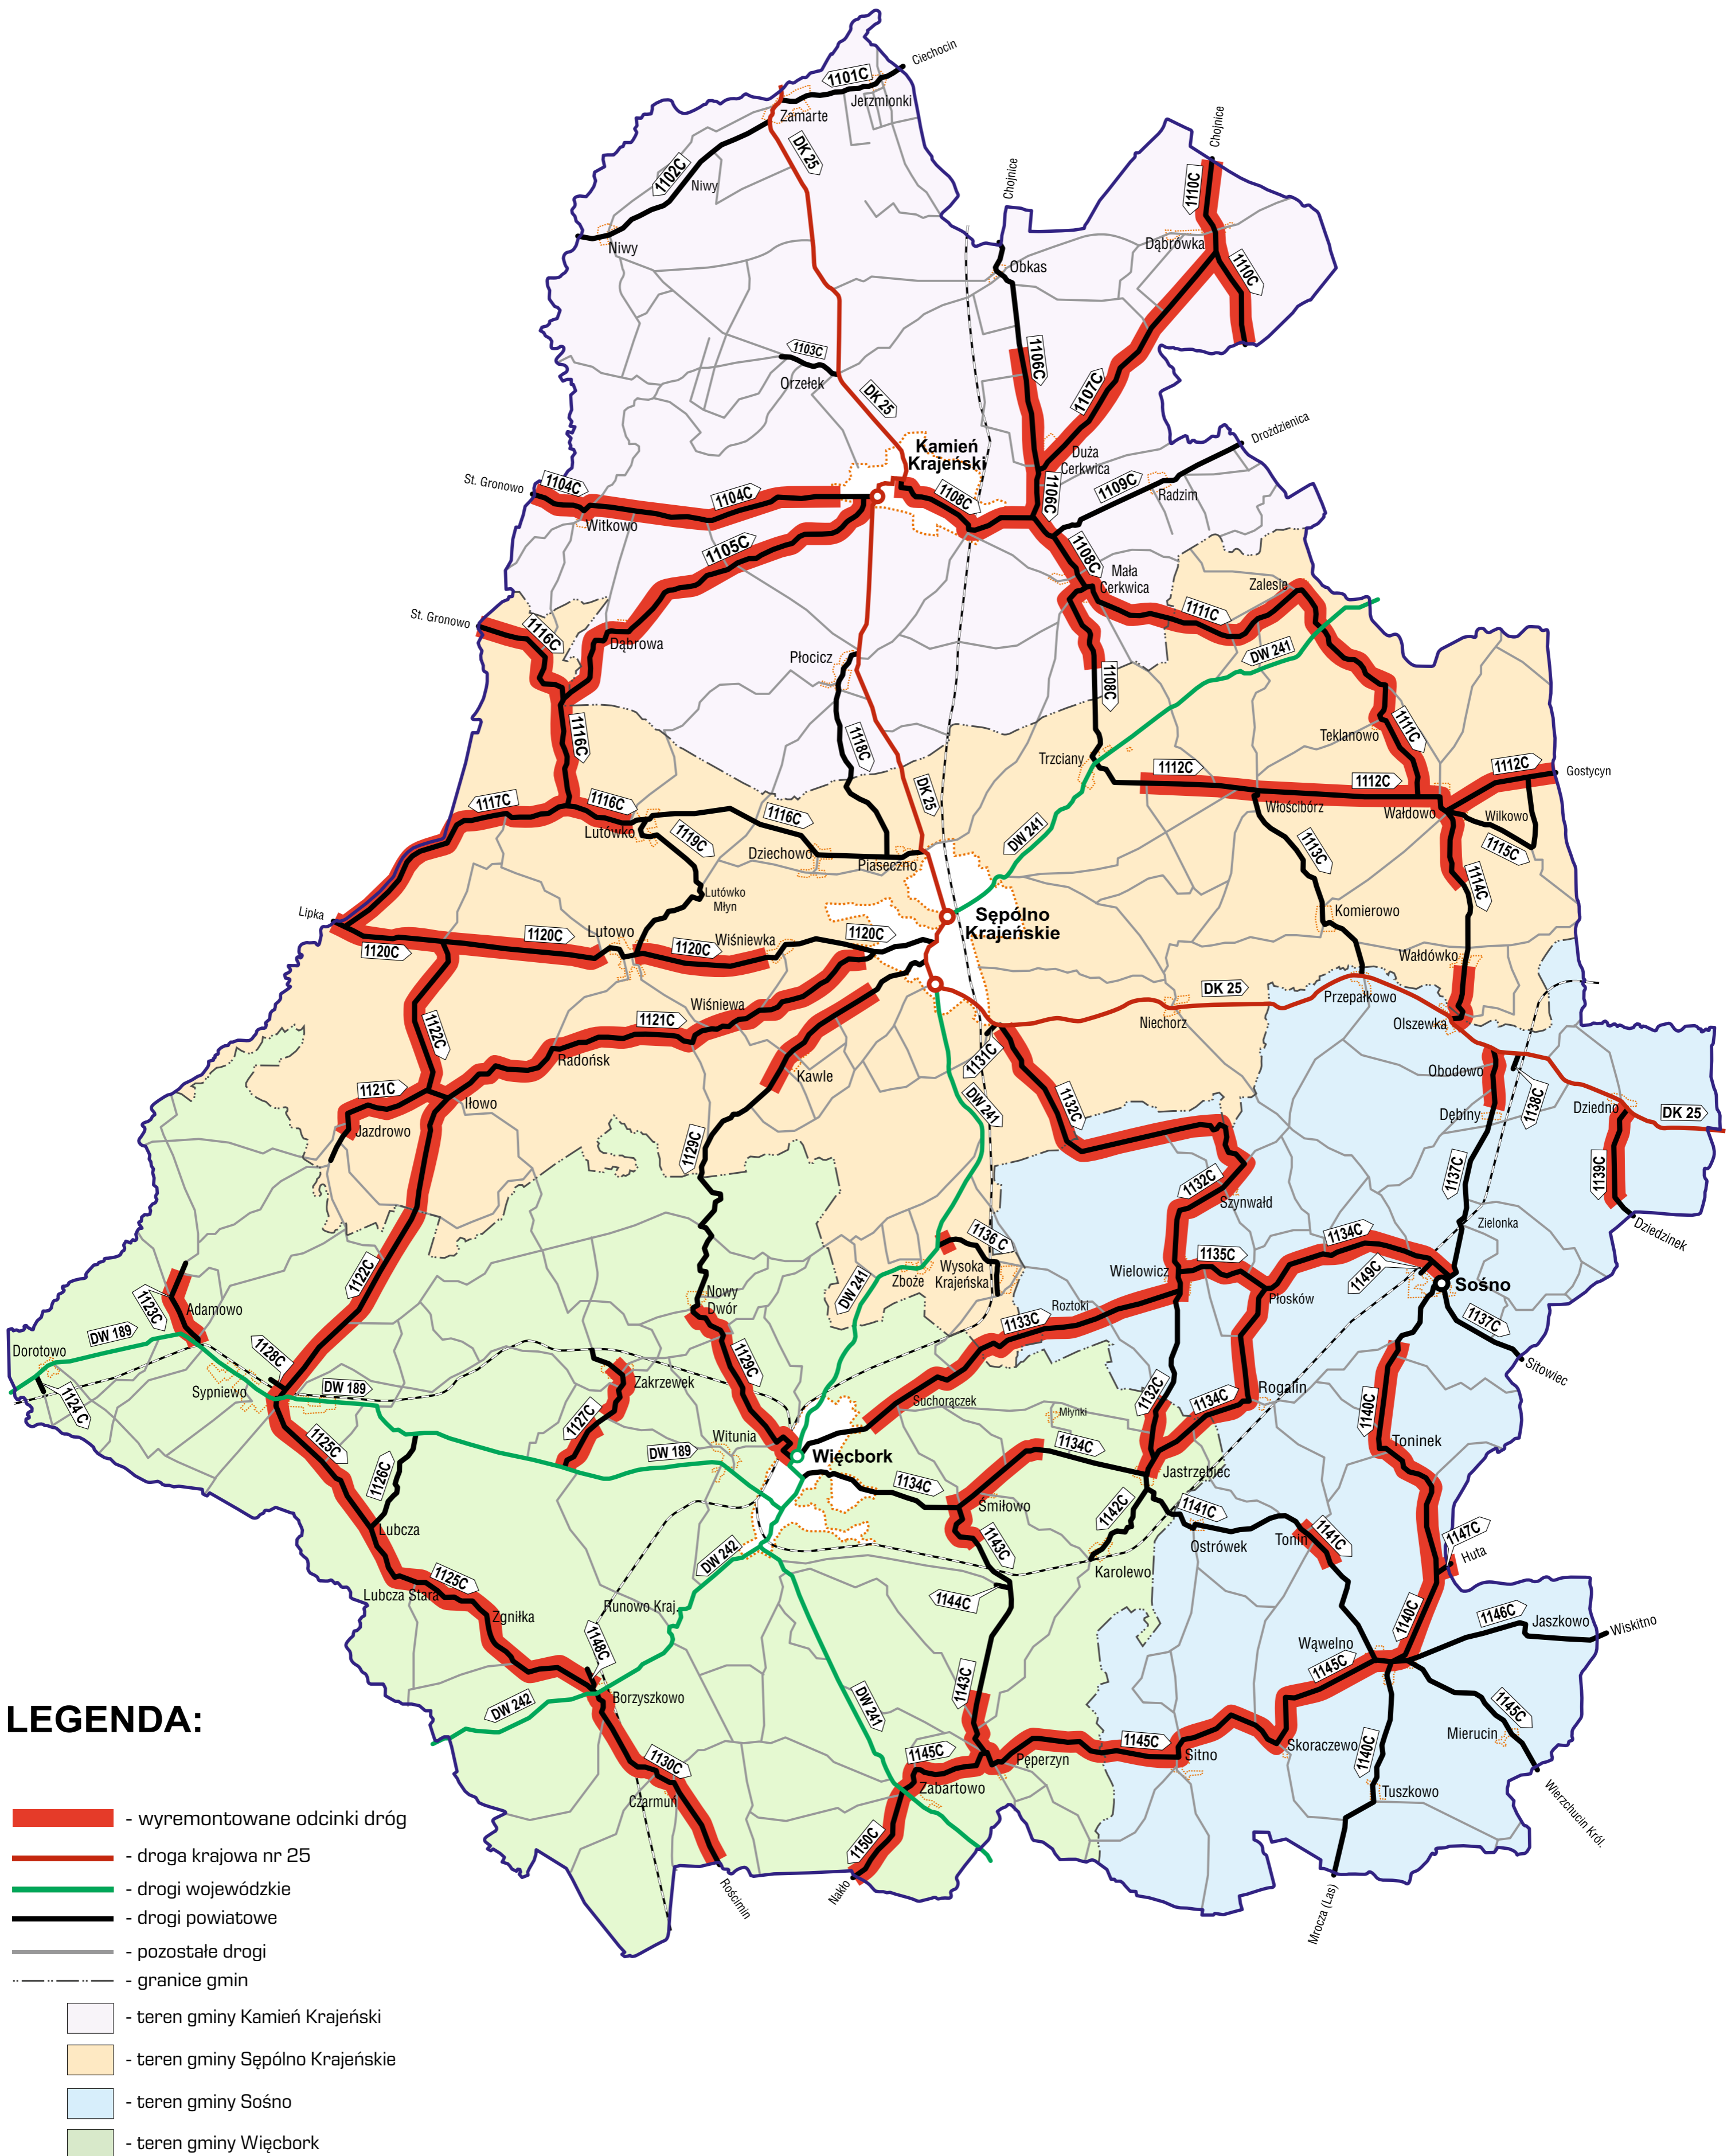 Ciechocin
1101C
Jerzmionki
Zamarte
DK 25
1102C
Niwy
Niwy
Chojnice
Chojnice
1110C
Dąbrówka
1110C
Obkas
1103C
Orzełek
DK 25
1106C
1107C
Kamień
Krajeński
Duża
Cerkwica
Drożdzienica
St. Gronowo
1104C
1104C
Witkowo
1108C
1106C
1109C
Radzim
1105C
1108C
Mała
Cerkwica
Zalesie
St. Gronowo
1116C
Dąbrowa
1111C
Płocicz
DW 241
1108C
1116C
1118C
Teklanowo
1111C
Trzciany
1112C
1112C
1112C
Gostycyn
DK 25
1117C
1116C
Lutówko
1116C
Włościbórz
Wałdowo
Wilkowo
1119C
Dziechowo
Piaseczno
DW 241
1113C
1115C
1114C
Lutówko
Młyn
Lipka
Sępólno
Krajeńskie
Komierowo
1120C
1120C
Lutowo
1120C
Wiśniewka
1120C
Wałdówko
Wiśniewa
DK 25
Przepałkowo
Niechorz
Olszewka
1122C
1121C
Radońsk
1131C
Kawle
Obodowo
1138C
1121C
Iłowo
DW 241
1132C
Dębiny
Dziedno
DK 25
Jazdrowo
1129C
1137C
1139C
1132C
Szynwałd
Zielonka
Dziedzinek
1136 C
1134C
Wysoka
Krajeńska
Zboże
Wielowicz
1135C
1149C
Sośno
1122C
DW 241
Nowy
Dwór
Płosków
1123C
Adamowo
Roztoki
1133C
1137C
DW 189
Dorotowo
1128C
Sitowiec
1129C
Sypniewo
DW 189
Zakrzewek
1124 C
Suchorączek
1132C
1134C
Rogalin
1140C
Młynki
1127C
Witunia
DW 189
Więcbork
1134C
Toninek
1125C
1126C
1134C
Jastrzębiec
Lubcza
Śmiłowo
1142C
1141C
Ostrówek
Tonin
1141C
1147C
Huta
1143C
DW 242
Karolewo
1125C
Lubcza Stara
1144C
Runowo Kraj.
Zgniłka
1140C
1146C
Jaszkowo
Wiskitno
1148C
Wąwelno
1145C
Borzyszkowo
1143C
DW 242
DW 241
1145C
Mierucin
LEGENDA:
1145C
1145C
Sitno
Skoraczewo
1140C
Pęperzyn
1130C
Zabartowo
Tuszkowo
Czarmuń
Wierzchucin Król.
- wyremontowane odcinki dróg
1150C
- droga krajowa nr 25
Nakło
Rościmin
- drogi wojewódzkie
Mrocza (Las)
- drogi powiatowe
- pozostałe drogi
- granice gmin
- teren gminy Kamień Krajeński
- teren gminy Sępólno Krajeńskie
- teren gminy Sośno
- teren gminy Więcbork